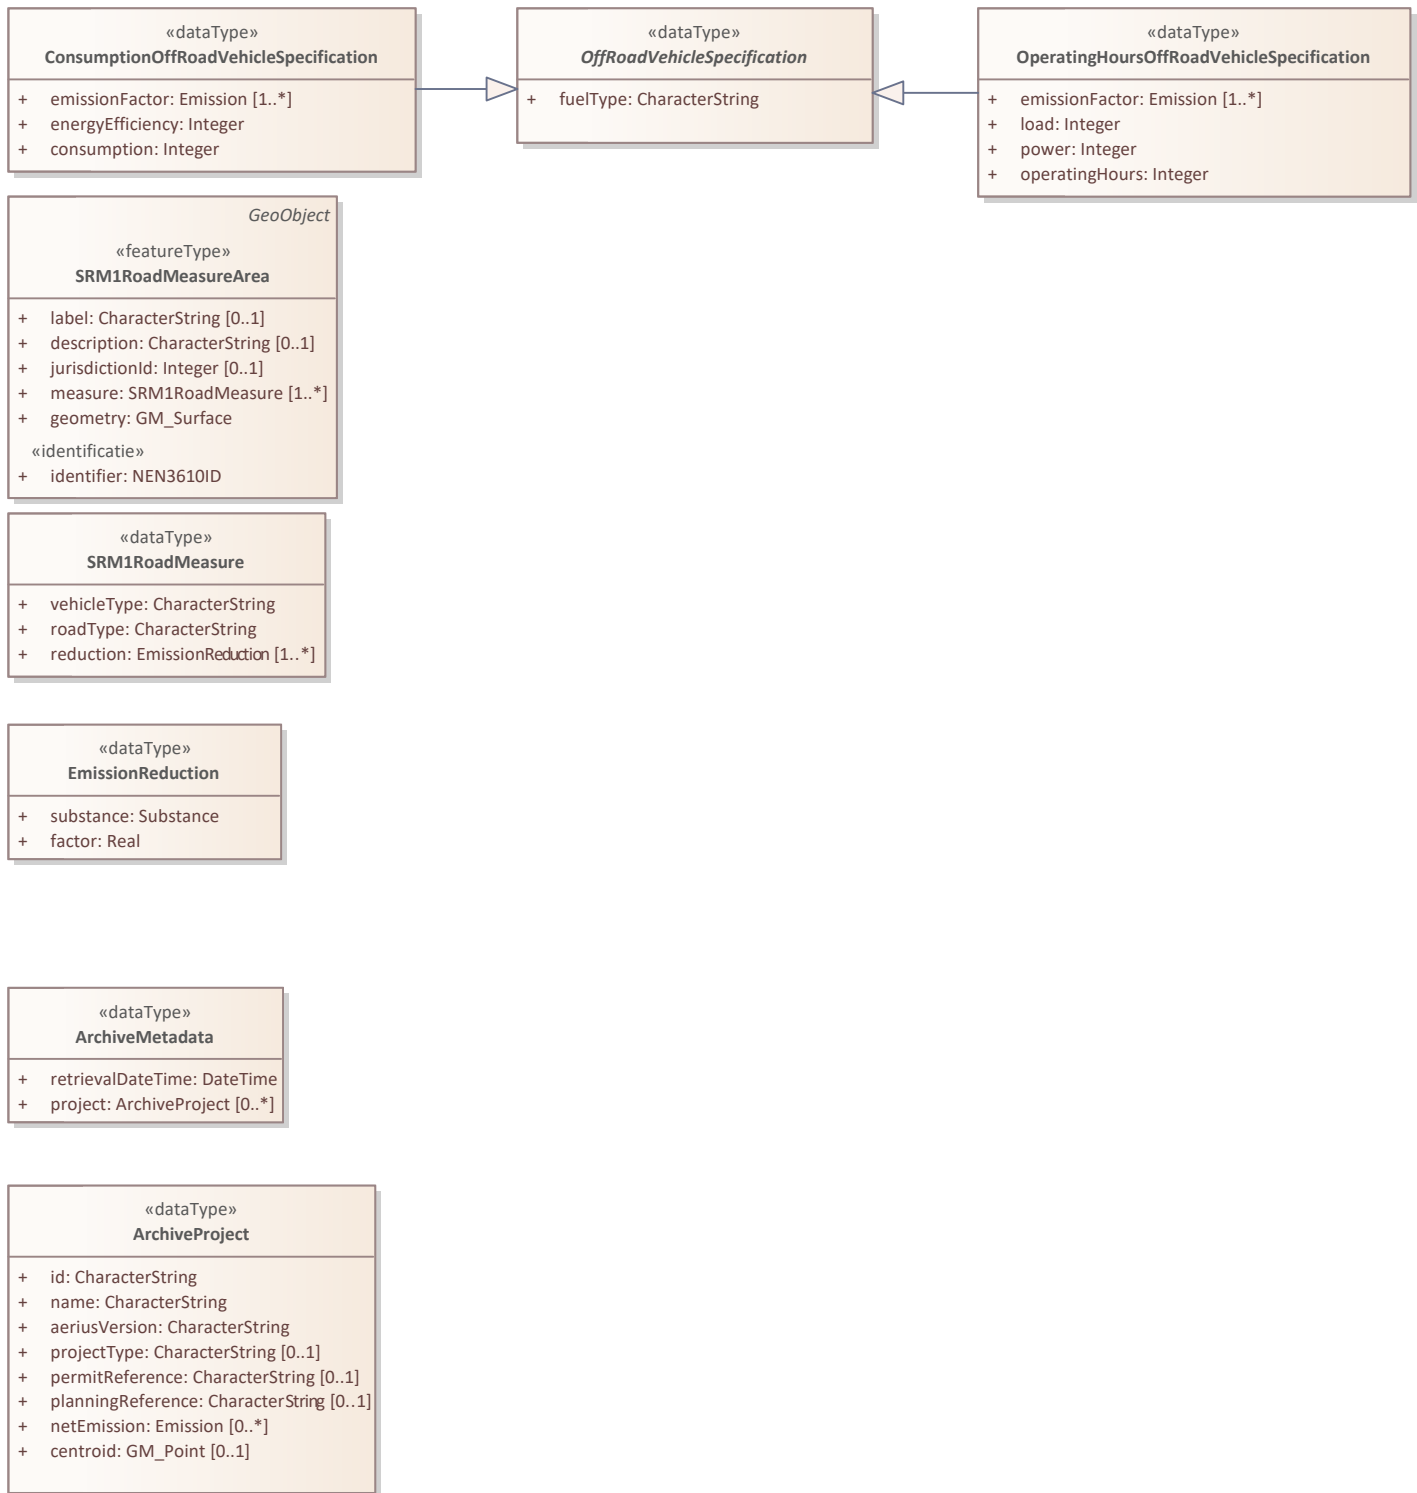 «dataType»
ConsumptionOffRoadVehicleSpecification
+ emissionFactor: Emission [1..*]
+ energyEfficiency: Integer
+ consumption: Integer
«dataType»
OffRoadVehicleSpecification
+ fuelType: CharacterString
«dataType»
OperatingHoursOffRoadVehicleSpecification
+ emissionFactor: Emission [1..*]
+ load: Integer
+ power: Integer
+ operatingHours: Integer
GeoObject
«featureType»
SRM1RoadMeasureArea
+ label: CharacterString [0..1]
+ description: CharacterString [0..1]
+ jurisdictionId: Integer [0..1]
+ measure: SRM1RoadMeasure [1..*]
+ geometry: GM_Surface
«identificatie»
+ identifier: NEN3610ID
«dataType»
SRM1RoadMeasure
+ vehicleType: CharacterString
+ roadType: CharacterString
+ reduction: EmissionReduction [1..*]
«dataType»
EmissionReduction
+ substance: Substance
+ factor: Real
«dataType»
ArchiveMetadata
+ retrievalDateTime: DateTime
+ project: ArchiveProject [0..*]
«dataType»
ArchiveProject
+ id: CharacterString
+ name: CharacterString
+ aeriusVersion: CharacterString
+ projectType: CharacterString [0..1]
+ permitReference: CharacterString [0..1]
+ planningReference: CharacterString [0..1]
+ netEmission: Emission [0..*]
+ centroid: GM_Point [0..1]